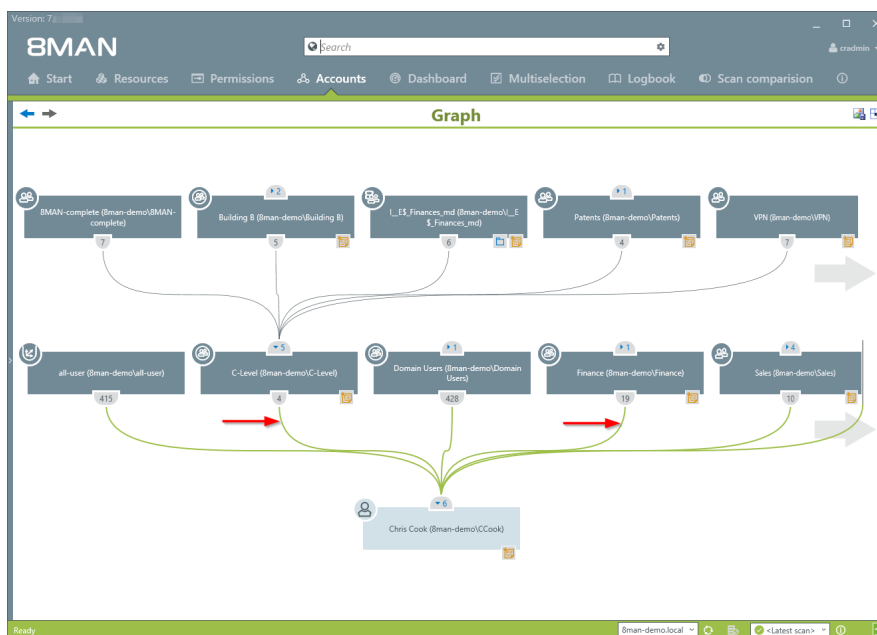 Version: 7
8MAN
Search
cradmin
Start
Resources
Permissions
Accounts
Dashboard
Multiselection
Logbook
Scan comparision
Graph
2
1
8MAN-complete (8man-demo\8MAN-
complete)
Building B (8man-demo\Building B)
I__E$_Finances_md (8man-demo\I__E
$_Finances_md)
Patents (8man-demo\Patents)
VPN (8man-demo\VPN)
7
5
6
4
7
5
1
1
4
all-user (8man-demo\all-user)
C-Level (8man-demo\C-Level)
Domain Users (8man-demo\Domain
Users)
Finance (8man-demo\Finance)
Sales (8man-demo\Sales)
415
4
428
19
10
6
Chris Cook (8man-demo\CCook)
Ready
8man-demo.local
<Latest scan>